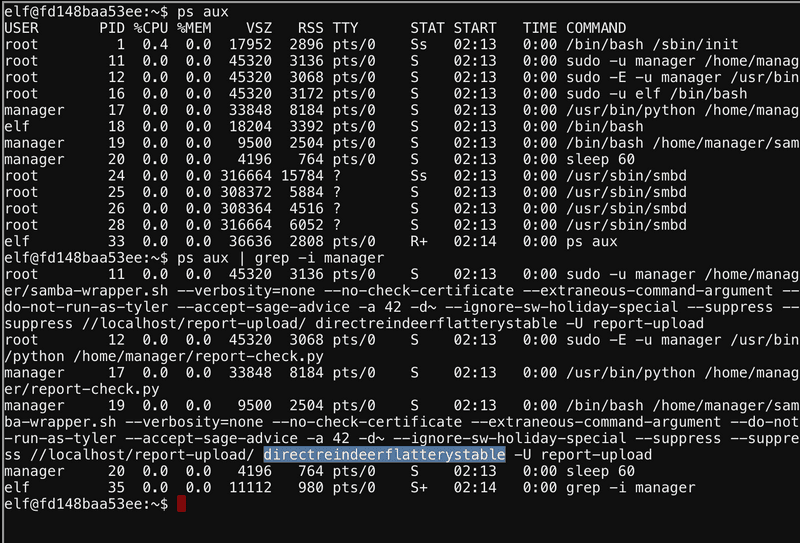 elf@fd148baa53ee:~$ ps aux
USER       PID %CPU %MEM    VSZ   RSS TTY      STAT START   TIME COMMAND
root         1  0.4  0.0  17952  2896 pts/0    Ss   02:13   0:00 /bin/bash /sbin/init
root        11  0.0  0.0  45320  3136 pts/0    S    02:13   0:00 sudo -u manager /home/manag
root        12  0.0  0.0  45320  3068 pts/0    S    02:13   0:00 sudo -E -u manager /usr/bin
root        16  0.0  0.0  45320  3172 pts/0    S    02:13   0:00 sudo -u elf /bin/bash
manager     17  0.0  0.0  33848  8184 pts/0    S    02:13   0:00 /usr/bin/python /home/manag
elf         18  0.0  0.0  18204  3392 pts/0    S    02:13   0:00 /bin/bash
manager     19  0.0  0.0   9500  2504 pts/0    S    02:13   0:00 /bin/bash /home/manager/sam
manager     20  0.0  0.0   4196   764 pts/0    S    02:13   0:00 sleep 60
root        24  0.0  0.0 316664 15784 ?        Ss   02:13   0:00 /usr/sbin/smbd
root        25  0.0  0.0 308372  5884 ?        S    02:13   0:00 /usr/sbin/smbd
root        26  0.0  0.0 308364  4516 ?        S    02:13   0:00 /usr/sbin/smbd
root        28  0.0  0.0 316664  6052 ?        S    02:13   0:00 /usr/sbin/smbd
elf         33  0.0  0.0  36636  2808 pts/0    R+   02:14   0:00 ps aux
elf@fd148baa53ee:~$ ps aux | grep -i manager
root        11  0.0  0.0  45320  3136 pts/0    S    02:13   0:00 sudo -u manager /home/manag
er/samba-wrapper.sh --verbosity=none --no-check-certificate --extraneous-command-argument --
do-not-run-as-tyler --accept-sage-advice -a 42 -d~ --ignore-sw-holiday-special --suppress --
suppress //localhost/report-upload/ directreindeerflatterystable -U report-upload
root        12  0.0  0.0  45320  3068 pts/0    S    02:13   0:00 sudo -E -u manager /usr/bin
/python /home/manager/report-check.py
manager     17  0.0  0.0  33848  8184 pts/0    S    02:13   0:00 /usr/bin/python /home/manag
er/report-check.py
manager     19  0.0  0.0   9500  2504 pts/0    S    02:13   0:00 /bin/bash /home/manager/sam
ba-wrapper.sh --verbosity=none --no-check-certificate --extraneous-command-argument --do-not
-run-as-tyler --accept-sage-advice -a 42 -d~ --ignore-sw-holiday-special --suppress --suppre
ss //localhost/report-upload/ directreindeerflatterystable -U report-upload
manager     20  0.0  0.0   4196   764 pts/0    S    02:13   0:00 sleep 60
elf         35  0.0  0.0  11112   980 pts/0    S+   02:14   0:00 grep -i manager
elf@fd148baa53ee:~$